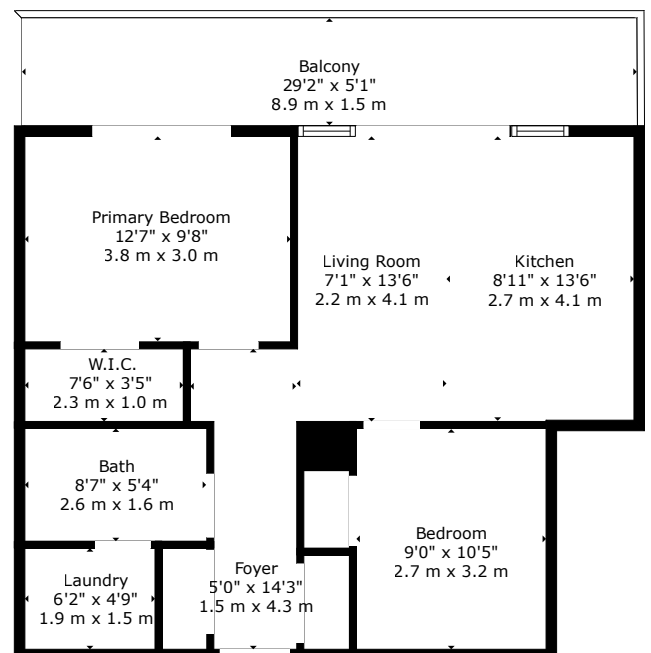 Balcony
29'2" x 5'1"
8.9 m x 1.5 m
Primary Bedroom
12'7" x 9'8"
3.8 m x 3.0 m
Living Room
7'1" x 13'6"
2.2 m x 4.1 m
Kitchen
8'11" x 13'6"
2.7 m x 4.1 m
W.I.C.
7'6" x 3'5"
2.3 m x 1.0 m
Bath
8'7" x 5'4"
2.6 m x 1.6 m
Bedroom
9'0" x 10'5"
2.7 m x 3.2 m
Laundry
6'2" x 4'9"
1.9 m x 1.5 m
Foyer
5'0" x 14'3"
1.5 m x 4.3 m